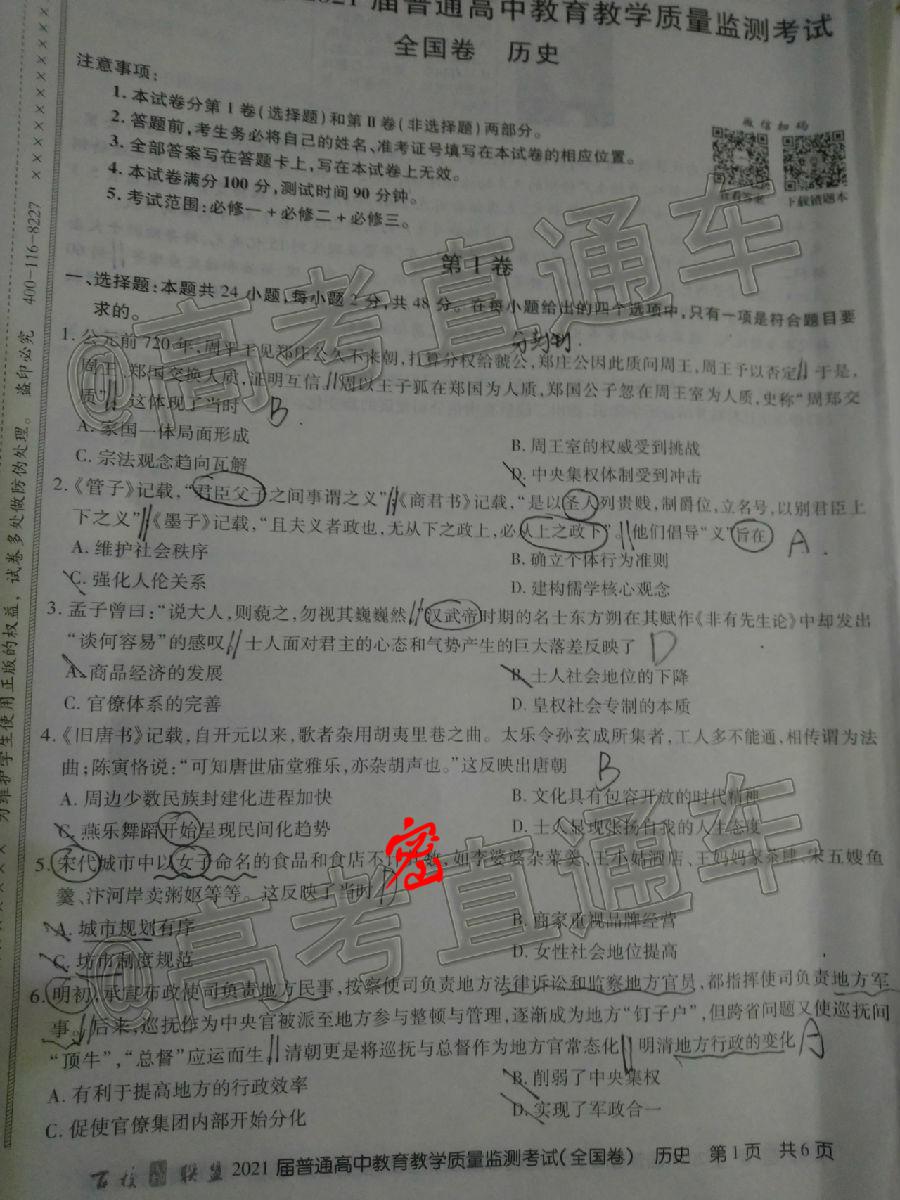 2021届普通高中教育教学质量监测考试
全国卷 历史
注意事项：
1. 本试卷分第Ⅰ卷(选择题)和第Ⅱ卷(非选择题)两部分。
2. 答题前,考生务必将自己的姓名、准考证号填写在本试卷的相应位置。
3. 全部答案写在答题卡上,写在本试卷上无效。
4. 本试卷满分 100 分,测试时间 90 分钟。
5. 考试范围:必修一+必修二+必修三。
微信扫码
查看答案 下载错题本
第Ⅰ卷
一、选择题:本题共 24 小题,每小题 2 分,共 48 分。在每小题给出的四个选项中,只有一项是符合题目要
求的。
1. 公元前 720 年,周平王见郑庄公久不来朝,打算分权给虢公,郑庄公因此质问周王,周王予以否定。于是,
周王、郑国交换人质,证明互信,周以王子孤在郑国为人质,郑国公子忽在周王室为人质,史称“周郑交
质”。这体现了当时 B
A. 家国一体局面形成
B. 周王室的权威受到挑战
C. 宗法观念趋向瓦解
D. 中央集权体制受到冲击
2.《管子》记载,“君臣父子之间事谓之义”,《商君书》记载,“是以圣人列贵贱,制爵位,立名号,以别君臣上
下之义”,《墨子》记载,“且夫义者政也,无从下之政上,必从上之政下”。他们倡导“义”旨在 A
A. 维护社会秩序
B. 确立个体行为准则
C. 强化人伦关系
D. 建构儒学核心观念
3. 孟子曾曰:“说大人,则藐之,勿视其巍巍然。”汉武帝时期的名士东方朔在其赋作《非有先生论》中却发出
“谈何容易”的感叹。士人面对君主的心态和气势产生的巨大落差反映了 D
A. 商品经济的发展
B. 士人社会地位的下降
C. 官僚体系的完善
D. 皇权社会专制的本质
4.《旧唐书》记载,自开元以来,歌者杂用胡夷里巷之曲。太乐令孙玄成所集者,工人多不能通,相传谓为法
曲;陈寅恪说:“可知唐世庙堂雅乐,亦杂胡声也。”这反映出唐朝 B
A. 周边少数民族封建化进程加快
B. 文化具有包容开放的时代精神
C. 燕乐舞蹈开始呈现民间化趋势
D. 士人显现张扬自我的人生态度
密
5. 宋代城市中以女子命名的食品和食店不,如李婆婆杂菜羹、王小姑酒店、王妈妈家茶肆、宋五嫂鱼
羹、汴河岸卖粥妪等等。这反映了当时
A. 城市规划有序
B. 商家重视品牌经营
C. 坊市制度规范
D. 女性社会地位提高
6. 明初,承宣布政使司负责地方民事,按察使司负责地方法律诉讼和监察地方官员,都指挥使司负责地方军
事。后来,巡抚作为中央官被派至地方参与整顿与管理,逐渐成为地方“钉子户”,但跨省问题又使巡抚间
“顶牛”,“总督”应运而生。清朝更是将巡抚与总督作为地方官常态化。明清地方行政的变化 A
A. 有利于提高地方的行政效率
B. 削弱了中央集权
C. 促使官僚集团内部开始分化
D. 实现了军政合一
百校联盟 2021 届普通高中教育教学质量监测考试(全国卷) 历史 第 1 页 共 6 页
为维护学生使用正版的权益,试卷多处做防伪处理。 盗印必究 400-116-8227
@高考直通车
@高考直通车